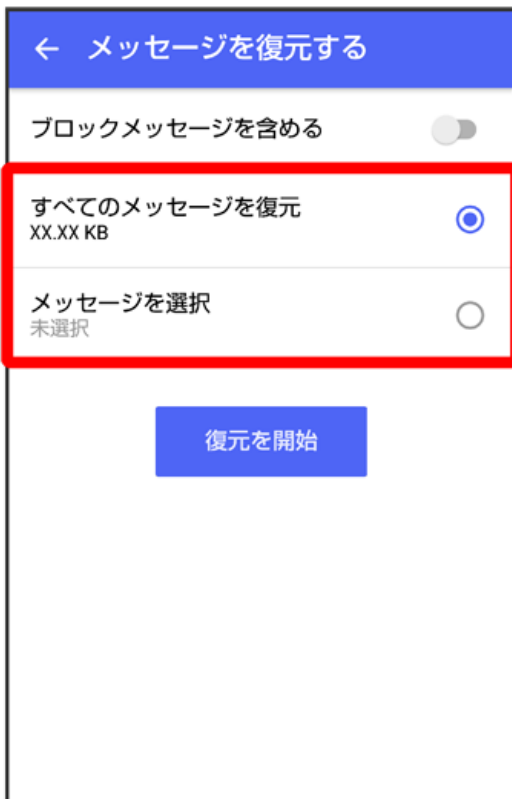 ← メッセージを復元する
ブロックメッセージを含める
すべてのメッセージを復元
XX.XX KB
メッセージを選択
未選択
復元を開始